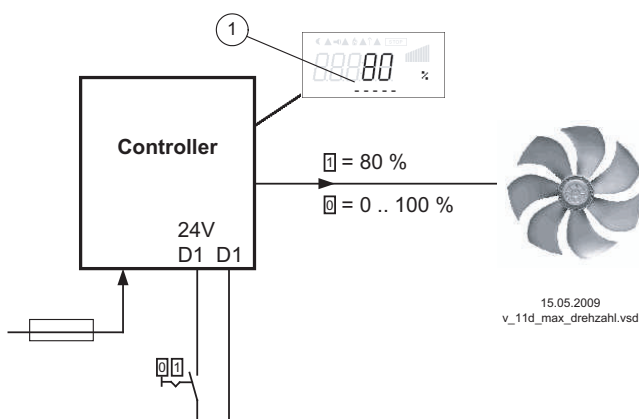 1
80
%
Controller
1 = 80 %
0 = 0 .. 100 %
24V
D1 D1
15.05.2009
v_11d_max_drehzahl.vsd
0 1